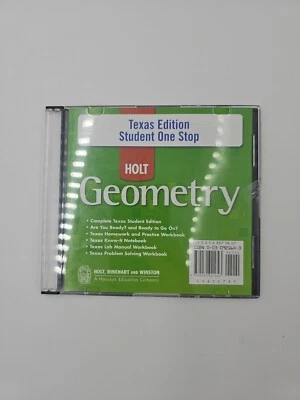 Texas Edition
Student One Stop
HOLT
Geometry
• Complete Texas Student Edition
• Are You Ready? and Ready to Go On?
• Texas Homework and Practice Workbook
• Texas Know-It Notebook
• Texas Lab Manual Workbook
• Texas Problem Solving Workbook
HOLT, RINEHART AND WINSTON
A Harcourt Education Company